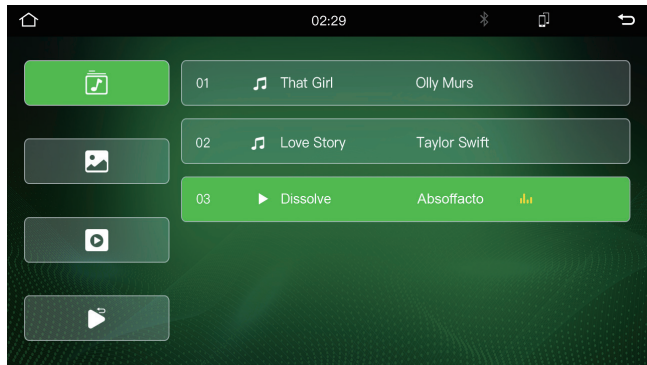 02:29
01 That Girl Olly Murs
02 Love Story Taylor Swift
03 Dissolve Absoffacto